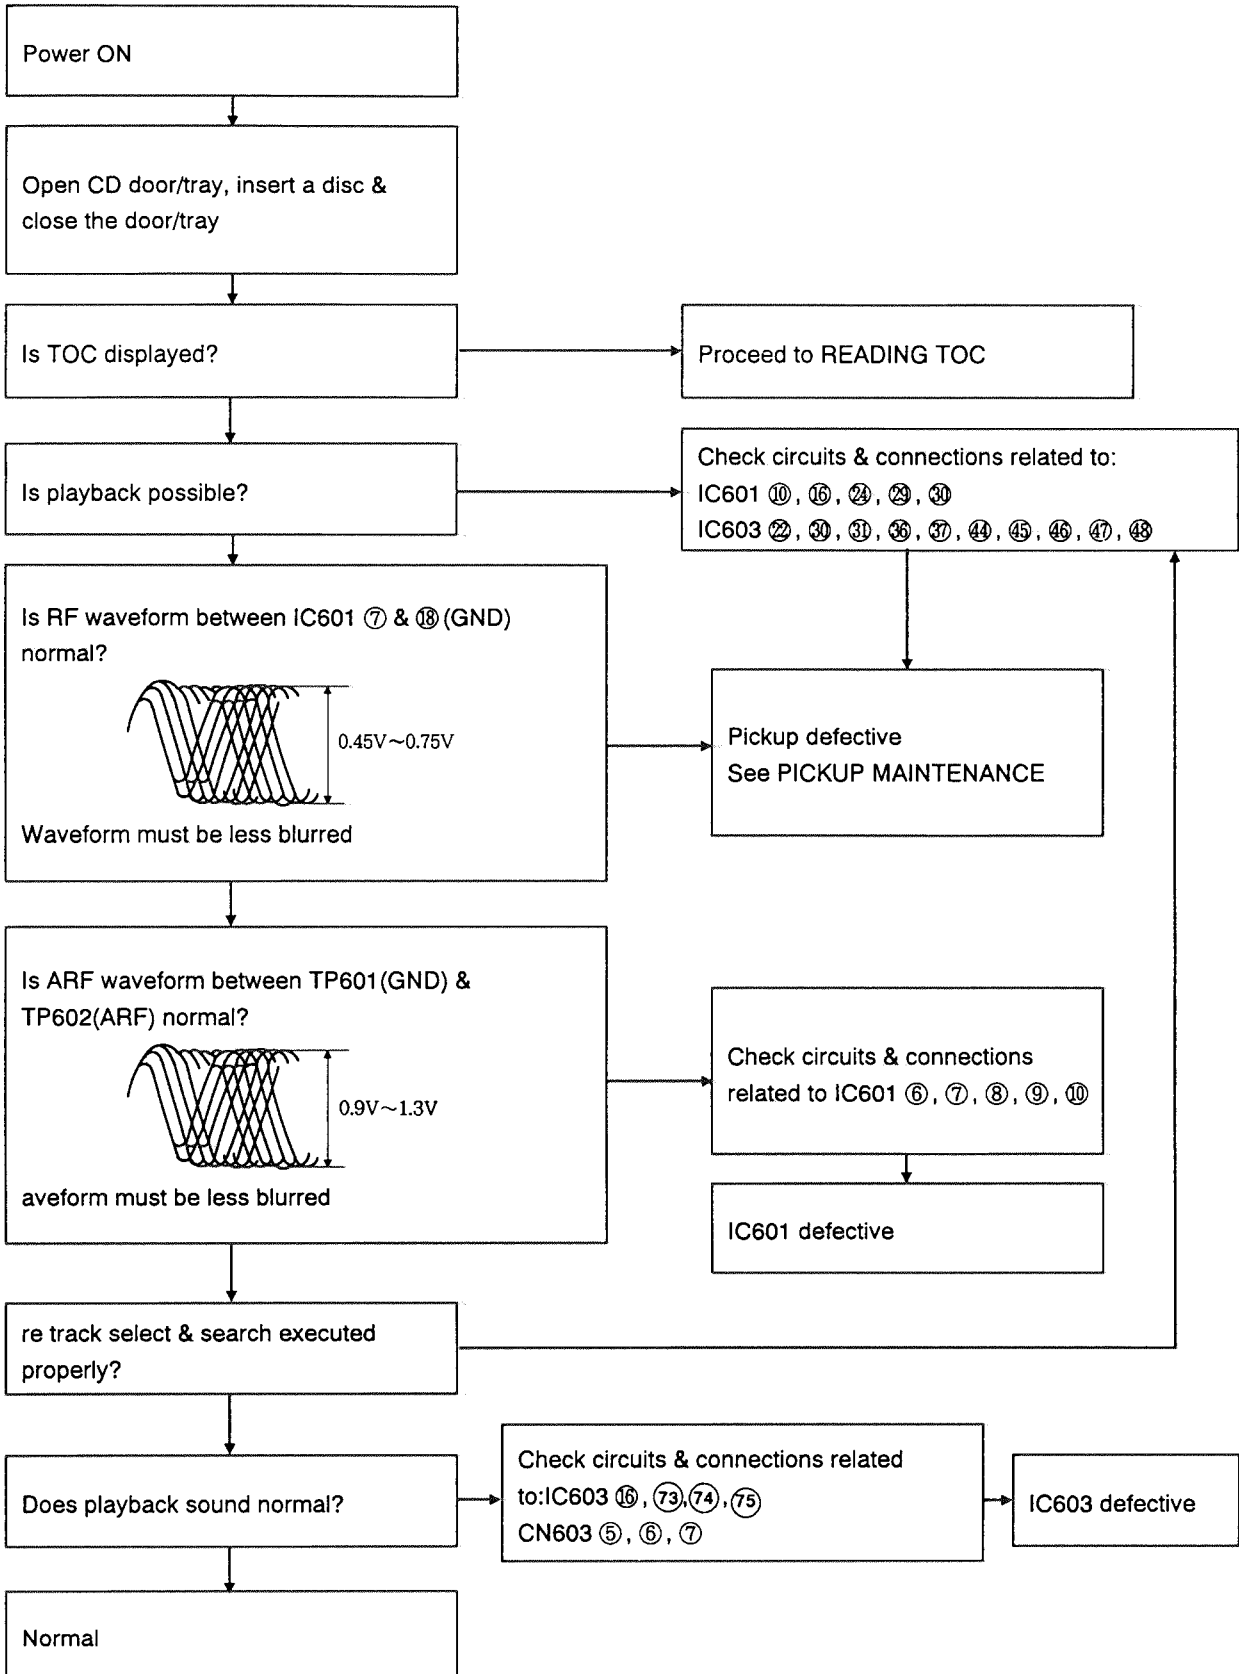 Power ON
Open CD door/tray, insert a disc &
close the door/tray
Is TOC displayed?
Proceed to READING TOC
Is playback possible?
Check circuits & connections related to:
IC601 ⑩, ⑯, ㉔, ㉙, ㉚
IC603 ㉒, ㉚, ㉛, ㊱, ㊲, ㊹, ㊺, ㊻, ㊼, ㊽
Is RF waveform between IC601 ⑦ & ⑱ (GND)
normal?
0.45V~0.75V
Waveform must be less blurred
Pickup defective
See PICKUP MAINTENANCE
Is ARF waveform between TP601(GND) &
TP602(ARF) normal?
0.9V~1.3V
aveform must be less blurred
Check circuits & connections
related to IC601 ⑥, ⑦, ⑧, ⑨, ⑩
IC601 defective
re track select & search executed
properly?
Does playback sound normal?
Check circuits & connections related
to:IC603 ⑯, (73),(74), (75)
CN603 ⑤, ⑥, ⑦
IC603 defective
Normal